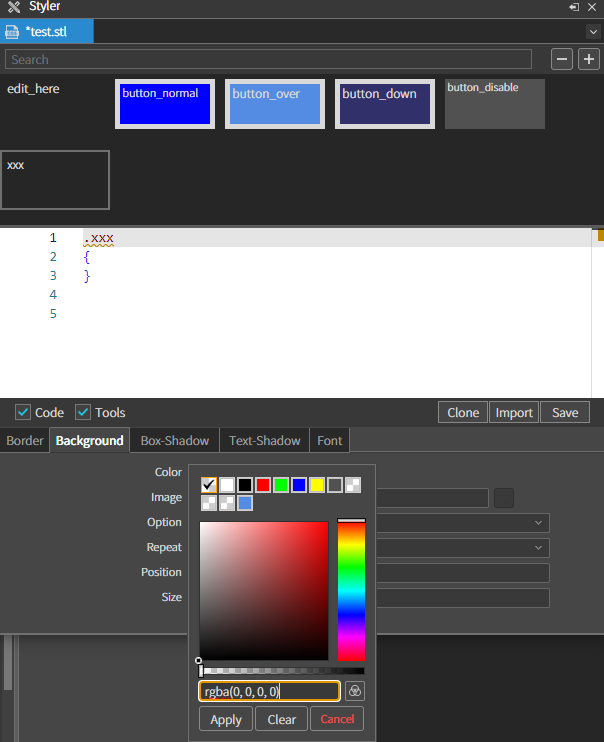 Styler
*test.stl
Search
edit_here
button_normal
button_over
button_down
button_disable
xxx
1 .xxx
2 {
3 }
4
5
Code Tools Clone Import Save
Border Background Box-Shadow Text-Shadow Font
Color
Image
Option
Repeat
Position
Size
rgba(0, 0, 0, 0)
Apply Clear Cancel